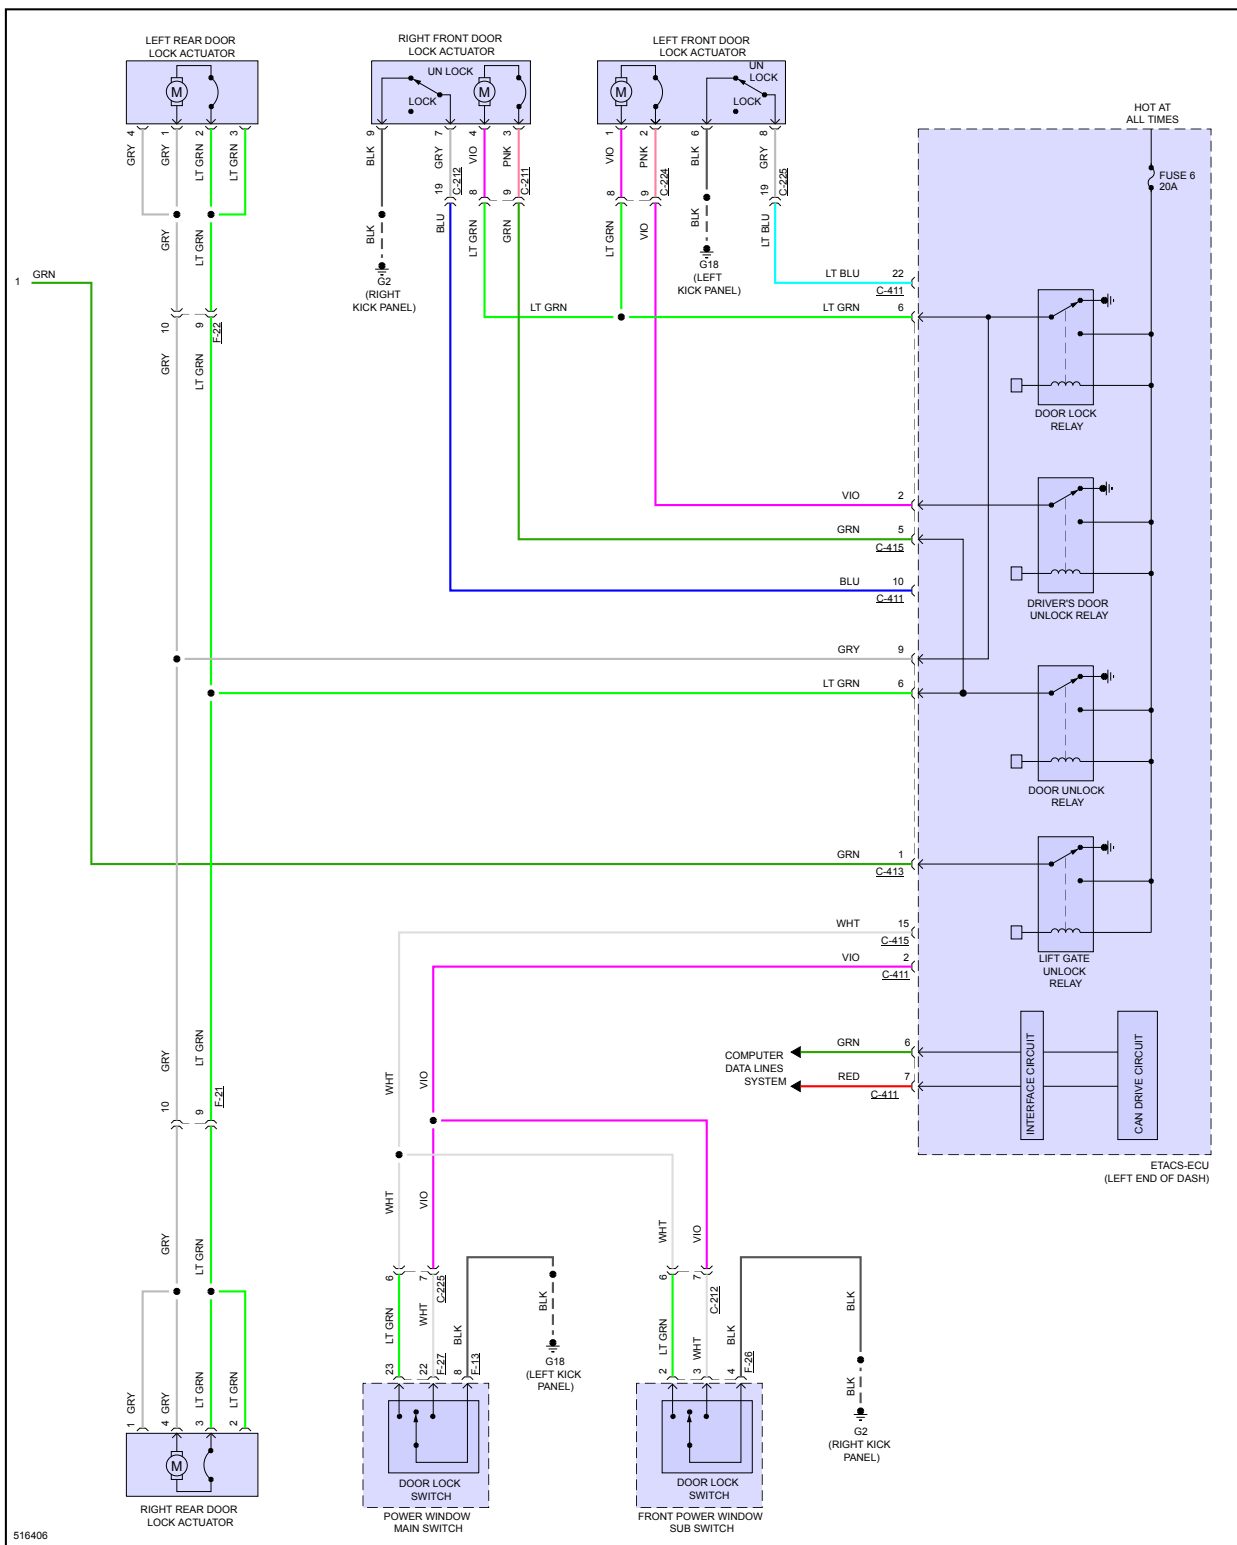 LEFT REAR DOOR
LOCK ACTUATOR
RIGHT FRONT DOOR
LOCK ACTUATOR
LEFT FRONT DOOR
LOCK ACTUATOR
M
UN LOCK
LOCK
M
M
UN
LOCK
LOCK
HOT AT
ALL TIMES
FUSE 6
20A
4
1
2
3
GRY
GRY
LT GRN
LT GRN
9
7
4
3
BLK
GRY
VIO
PNK
19
C-212
8
9
C-211
1
2
6
8
VIO
PNK
BLK
GRY
8
9
C-224
19
C-225
GRY
LT GRN
BLK
BLU
LT GRN
GRN
LT GRN
VIO
BLK
LT BLU
G2
(RIGHT
KICK PANEL)
G18
(LEFT
KICK PANEL)
1
GRN
LT BLU
22
C-411
LT GRN
LT GRN
6
10
9
F-22
GRY
LT GRN
DOOR LOCK
RELAY
VIO
2
GRN
5
C-415
BLU
10
C-411
DRIVER'S DOOR
UNLOCK RELAY
GRY
9
LT GRN
6
DOOR UNLOCK
RELAY
GRN
1
C-413
WHT
15
C-415
VIO
2
C-411
LIFT GATE
UNLOCK
RELAY
COMPUTER
DATA LINES
SYSTEM
GRN
6
RED
7
C-411
INTERFACE CIRCUIT
CAN DRIVE CIRCUIT
ETACS-ECU
(LEFT END OF DASH)
GRY
LT GRN
10
9
F-21
WHT
VIO
WHT
VIO
WHT
VIO
GRY
LT GRN
6
7
C-225
6
7
C-212
LT GRN
WHT
BLK
BLK
LT GRN
WHT
BLK
BLK
BLK
23
22
F-27
8
F-13
2
3
4
F-26
G18
(LEFT KICK
PANEL)
G2
(RIGHT KICK
PANEL)
GRY
GRY
LT GRN
LT GRN
1
4
3
2
M
RIGHT REAR DOOR
LOCK ACTUATOR
DOOR LOCK
SWITCH
POWER WINDOW
MAIN SWITCH
DOOR LOCK
SWITCH
FRONT POWER WINDOW
SUB SWITCH
516406